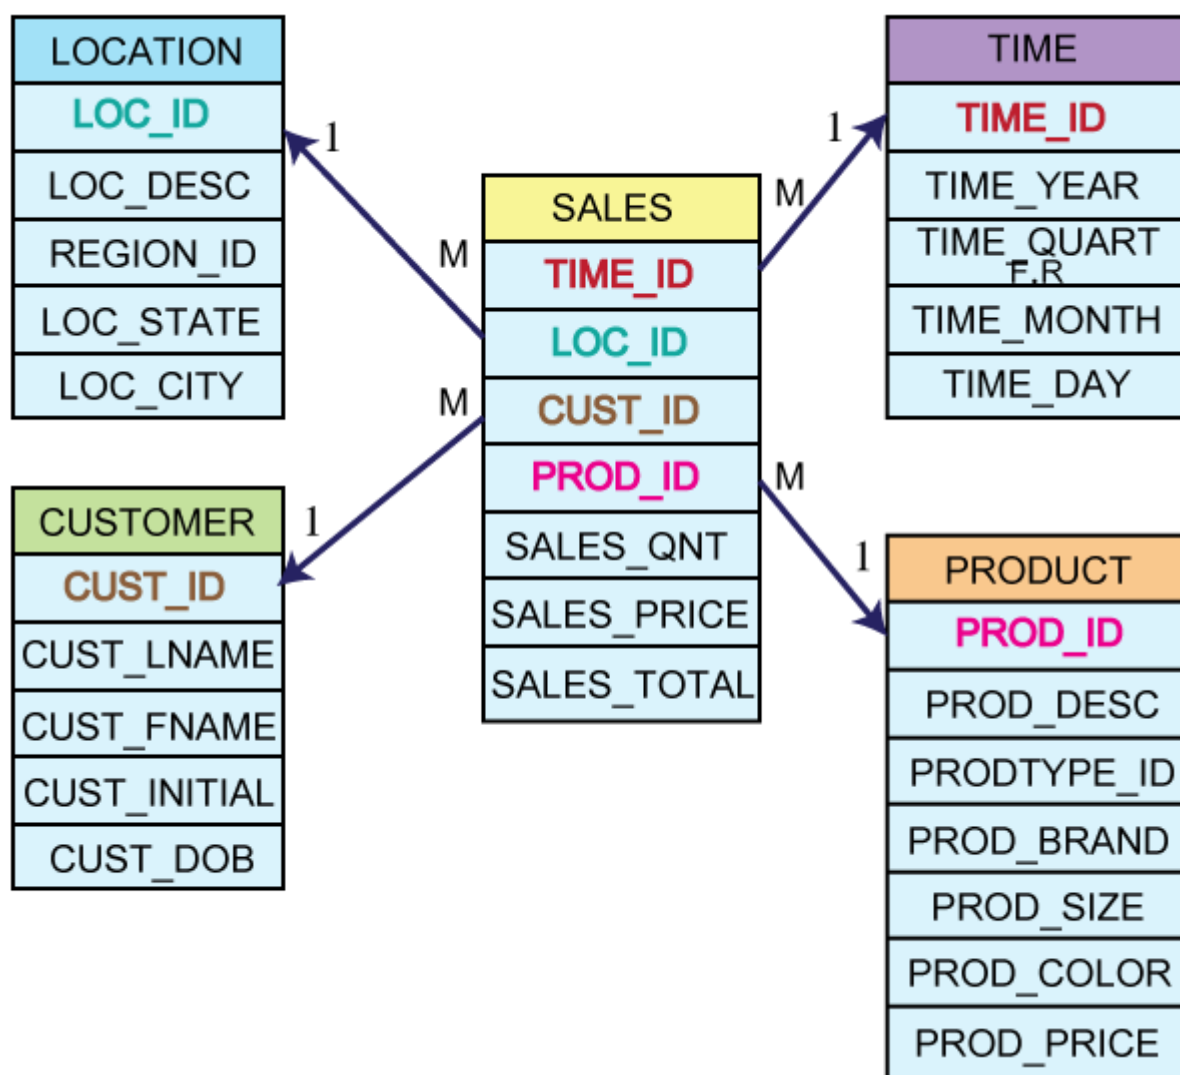 LOCATION
LOC_ID
LOC_DESC
REGION_ID
LOC_STATE
LOC_CITY
1
M
SALES
TIME_ID
LOC_ID
CUST_ID
PROD_ID
SALES_QNT
SALES_PRICE
SALES_TOTAL
M
1
TIME
TIME_ID
TIME_YEAR
TIME_QUART
F.R
TIME_MONTH
TIME_DAY
M
1
CUSTOMER
CUST_ID
CUST_LNAME
CUST_FNAME
CUST_INITIAL
CUST_DOB
M
1
PRODUCT
PROD_ID
PROD_DESC
PRODTYPE_ID
PROD_BRAND
PROD_SIZE
PROD_COLOR
PROD_PRICE